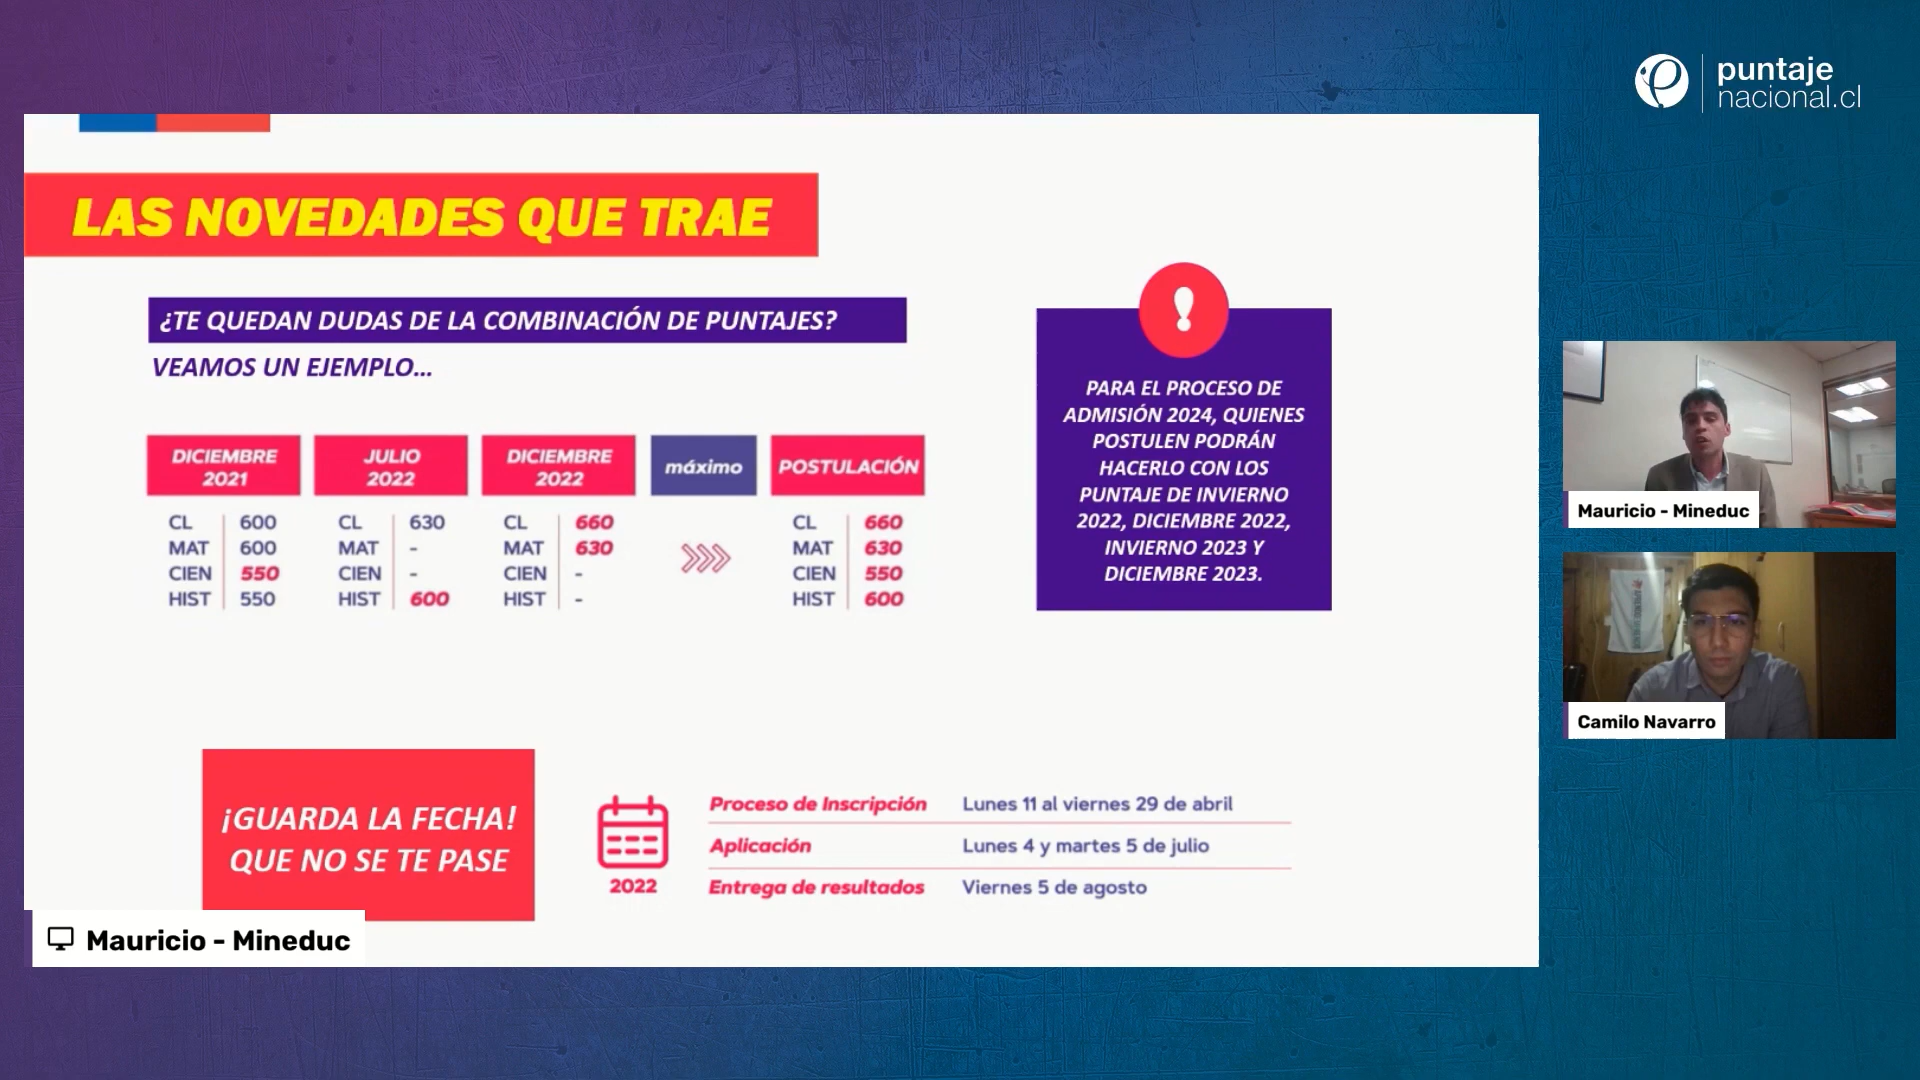 puntaje
nacional.cl
LAS NOVEDADES QUE TRAE
¿TE QUEDAN DUDAS DE LA COMBINACIÓN DE PUNTAJES?
VEAMOS UN EJEMPLO...
DICIEMBRE
2021
CL 600
MAT 600
CIEN 550
HIST 550
JULIO
2022
CL 630
MAT -
CIEN -
HIST 600
DICIEMBRE
2022
CL 660
MAT 630
CIEN -
HIST -
máximo
POSTULACIÓN
CL 660
MAT 630
CIEN 550
HIST 600
!
PARA EL PROCESO DE
ADMISIÓN 2024, QUIENES
POSTULEN PODRÁN
HACERLO CON LOS
PUNTAJE DE INVIERNO
2022, DICIEMBRE 2022,
INVIERNO 2023 Y
DICIEMBRE 2023.
¡GUARDA LA FECHA!
QUE NO SE TE PASE
2022
Proceso de Inscripción Lunes 11 al viernes 29 de abril
Aplicación Lunes 4 y martes 5 de julio
Entrega de resultados Viernes 5 de agosto
Mauricio - Mineduc
Mauricio - Mineduc
Camilo Navarro